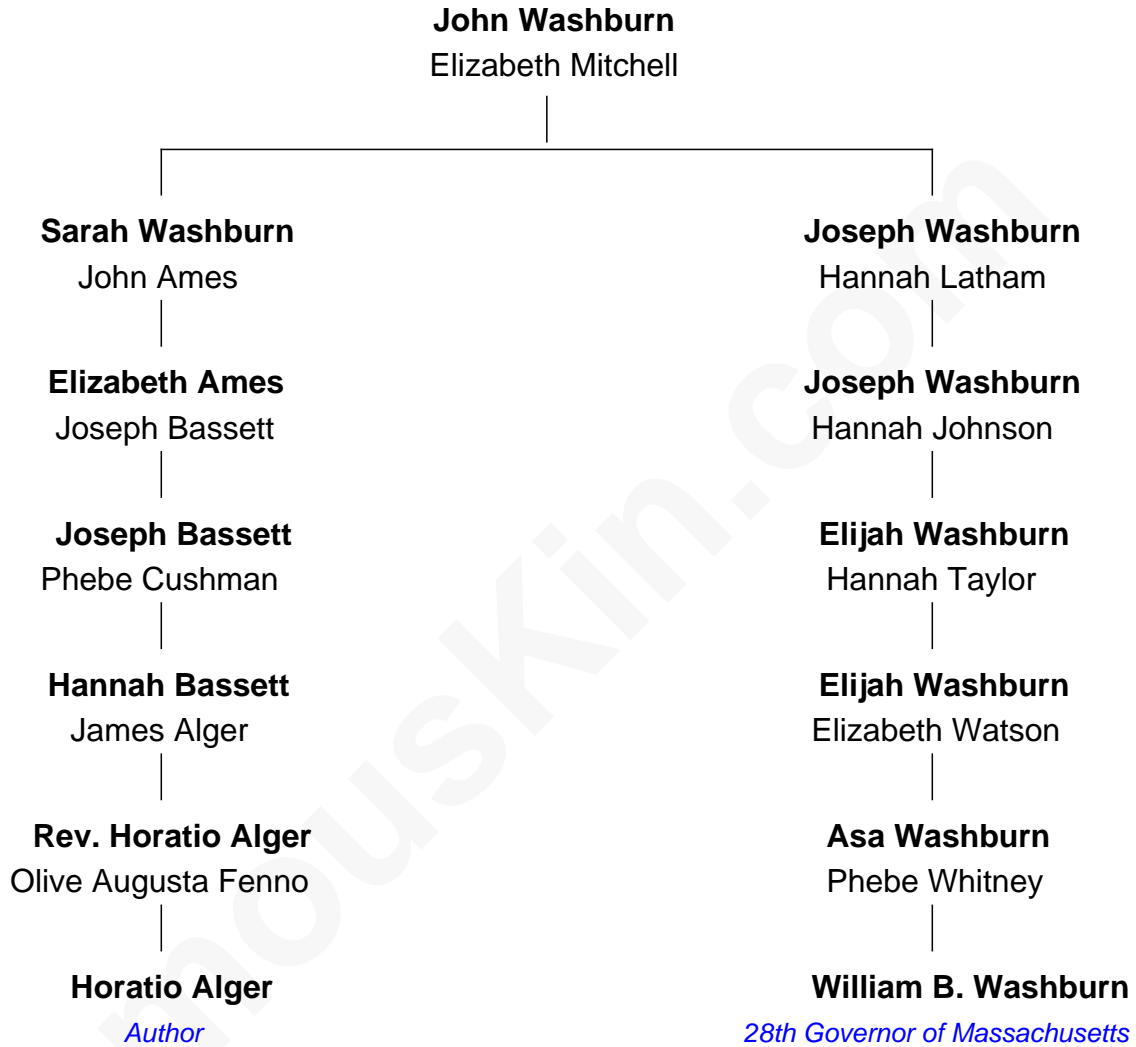 John Washburn
Elizabeth Mitchell
Sarah Washburn
John Ames
Joseph Washburn
Hannah Latham
Elizabeth Ames
Joseph Bassett
Joseph Washburn
Hannah Johnson
Joseph Bassett
Phebe Cushman
Elijah Washburn
Hannah Taylor
Hannah Bassett
James Alger
Elijah Washburn
Elizabeth Watson
Rev. Horatio Alger
Olive Augusta Fenno
Asa Washburn
Phebe Whitney
Horatio Alger
Author
William B. Washburn
28th Governor of Massachusetts
mouskin.com